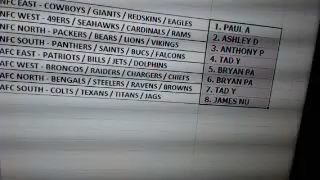 NFC EAST - COWBOYS / GIANTS / REDSKINS / EAGLES 1. PAUL A
NFC WEST - 49ERS / SEAHAWKS / CARDINALS / RAMS 2. ASHLEY D
NFC NORTH - PACKERS / BEARS / LIONS / VIKINGS 3. ANTHONY P
NFC SOUTH - PANTHERS / SAINTS / BUCS / FALCONS 4. TAD Y
AFC EAST - PATRIOTS / BILLS / JETS / DOLPHINS 5. BRYAN PA
AFC WEST - BRONCOS / RAIDERS / CHARGERS / CHIEFS 6. BRYAN PA
AFC NORTH - BENGALS / STEELERS / RAVENS / BROWNS 7. TAD Y
AFC SOUTH - COLTS / TEXANS / TITANS / JAGS 8. JAMES NU